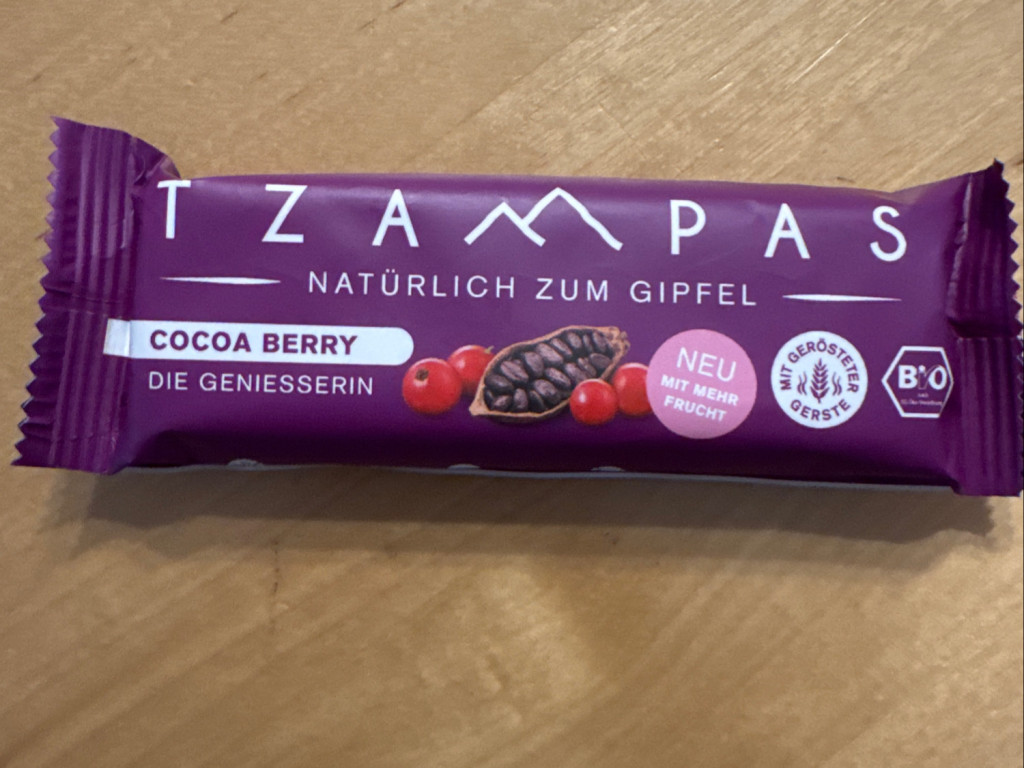 TZAMPAS
NATÜRLICH ZUM GIPFEL
COCOA BERRY
DIE GENIESSERIN
NEU
MIT MEHR
FRUCHT
MIT GERÖSTETER
GERSTE
BIO